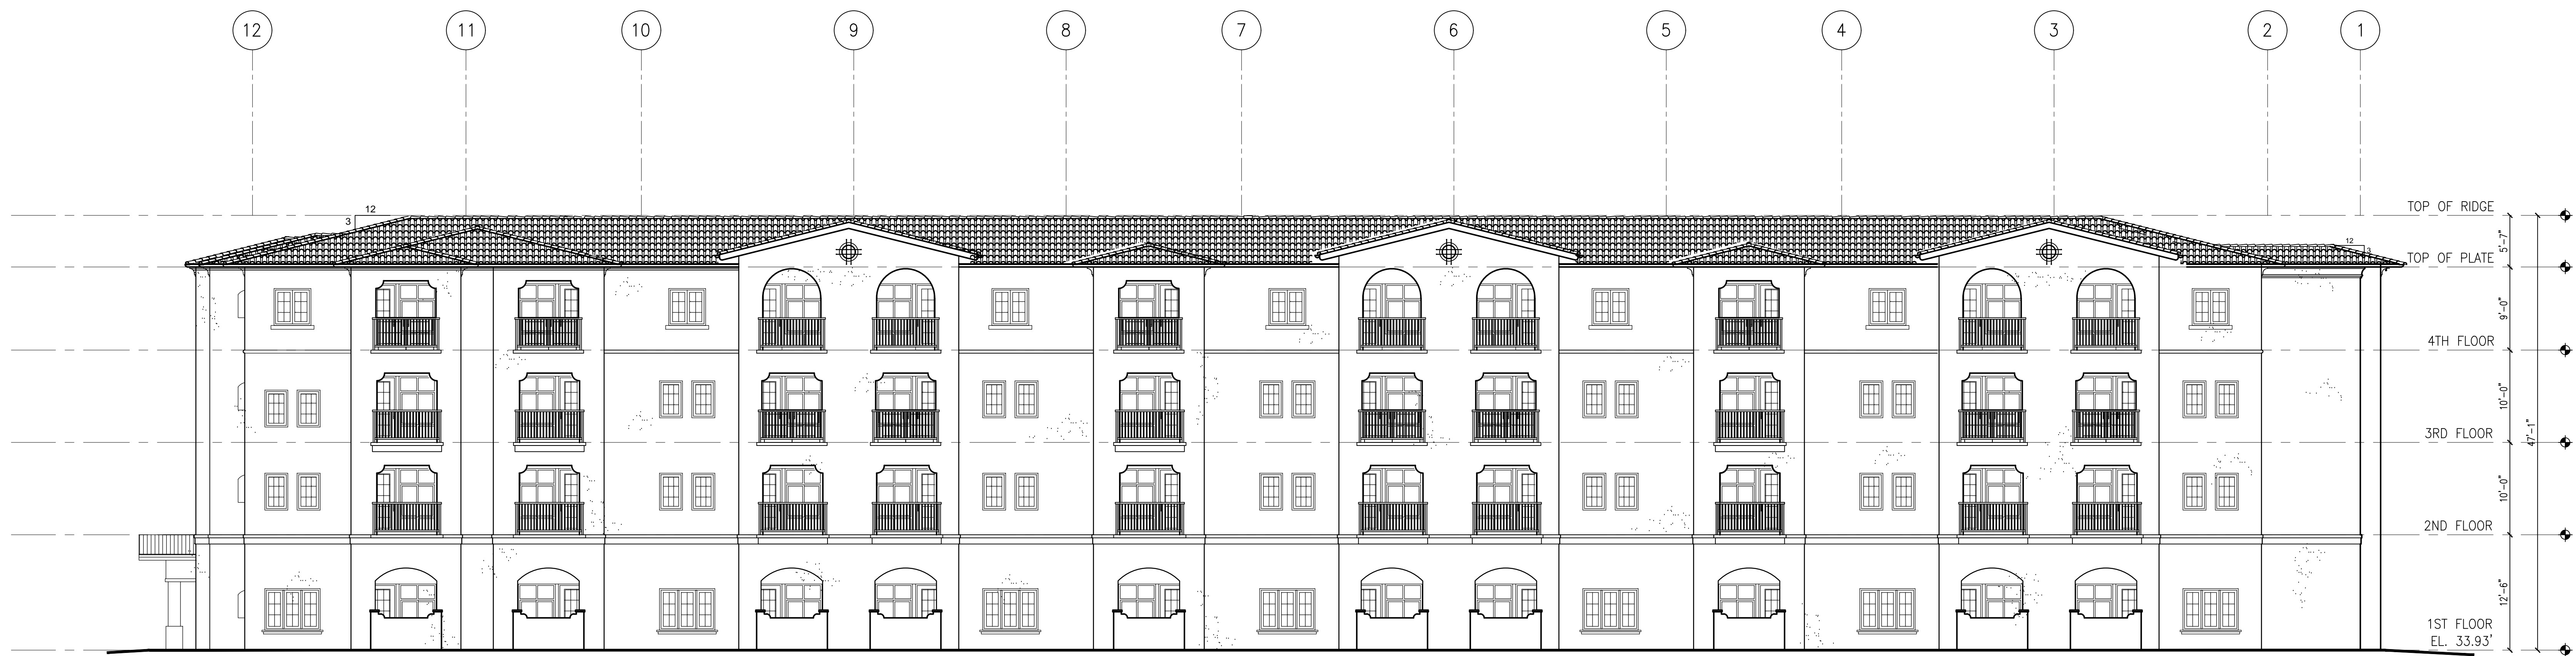 12 11 10 9 8 7 6 5 4 3 2 1
TOP OF RIDGE
12
3
5'-7"
12
3
TOP OF PLATE
9'-0"
4TH FLOOR
10'-0"
47'-1"
3RD FLOOR
10'-0"
2ND FLOOR
12'-6"
1ST FLOOR
EL. 33.93'